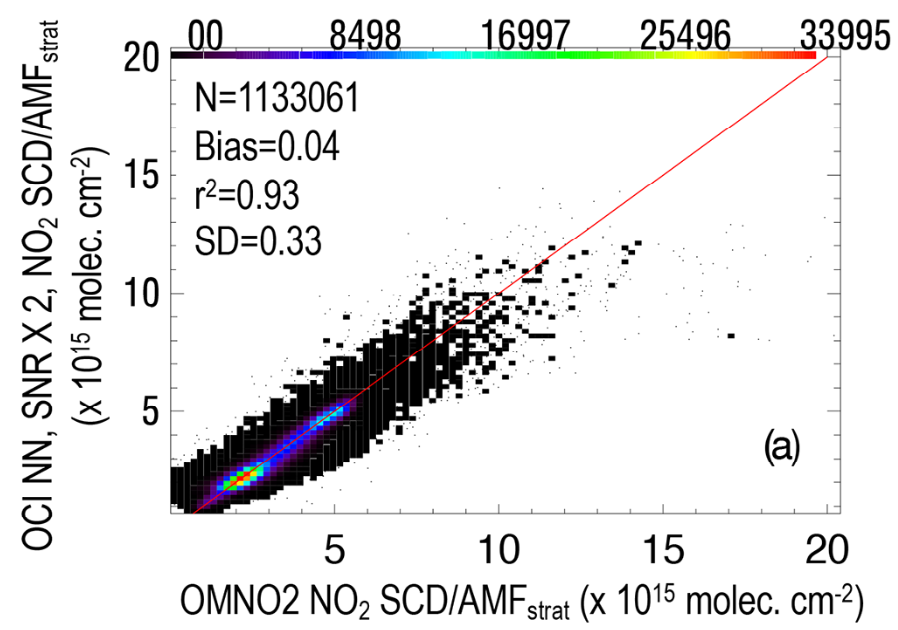 00 8498 16997 25496 33995
20
N=1133061
Bias=0.04
15
r²=0.93
SD=0.33
10
5
(a)
5 10 15 20
OMNO2 NO₂ SCD/AMFstrat (x 10¹⁵ molec. cm⁻²)
OCI NN, SNR X 2, NO₂ SCD/AMFstrat
(x 10¹⁵ molec. cm⁻²)